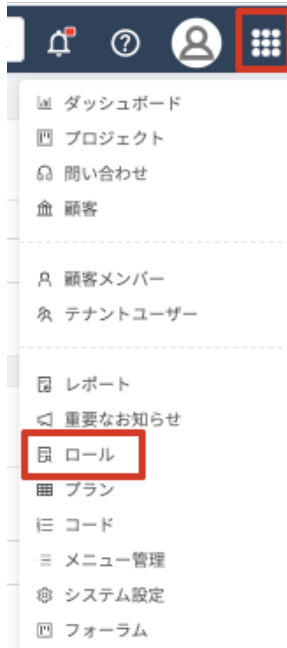 ダッシュボード
プロジェクト
問い合わせ
顧客
顧客メンバー
テナントユーザー
レポート
重要なお知らせ
ロール
プラン
コード
メニュー管理
システム設定
フォーラム